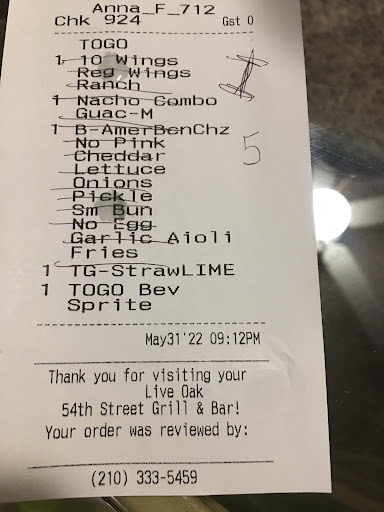 Anna_F_712
Chk 924 Gst 0
TOGO
1 10 Wings
Reg Wings
Ranch
1 Nacho Combo
Guac-M
1 B-AmerBcnChz
No Pink
Cheddar
Lettuce
Onions
Pickle
Sm Bun
No Egg
Garlic Aioli
Fries
5
1 TG-StrawLIME
1 TOGO Bev
Sprite
May31'22 09:12PM
Thank you for visiting your
Live Oak
54th Street Grill & Bar!
Your order was reviewed by:
(210) 333-5459